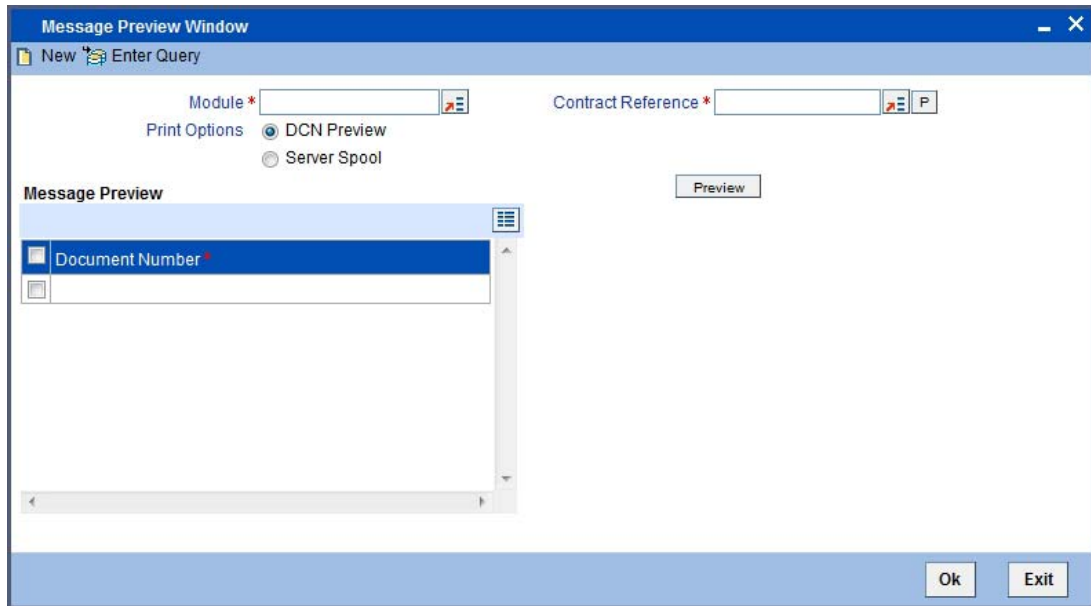 Message Preview Window
New Enter Query
Module * Contract Reference * P
Print Options DCN Preview
Server Spool
Preview
Message Preview
Document Number *
Ok Exit